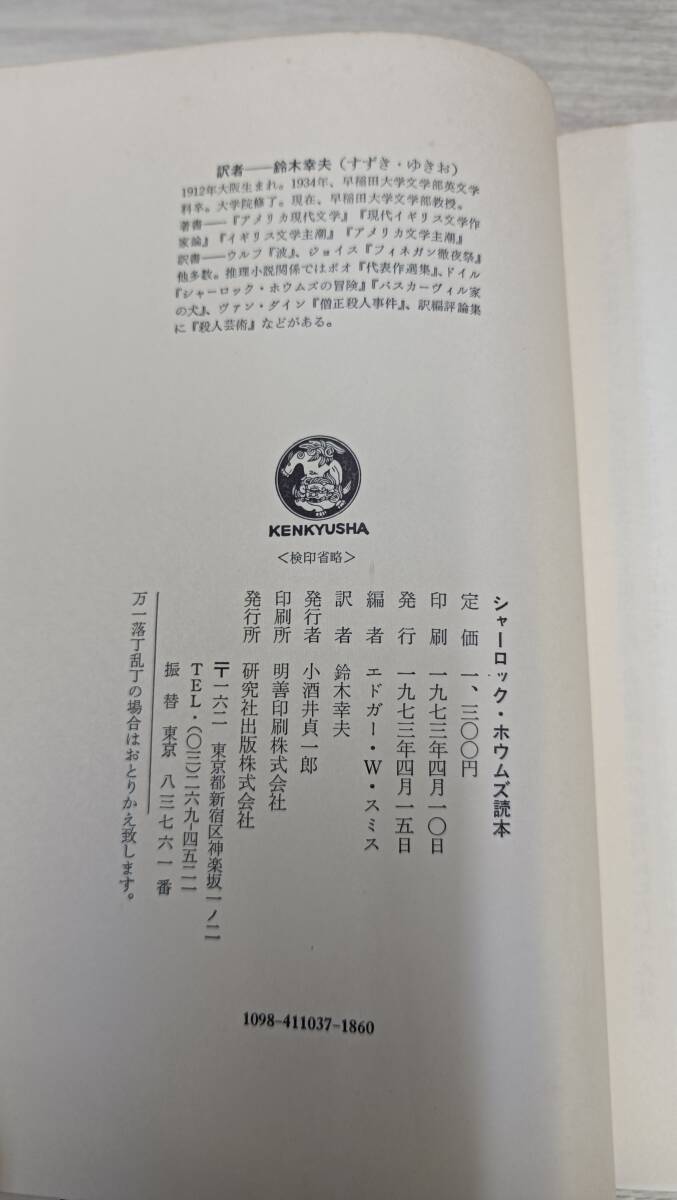 訳者――鈴木幸夫(すずき・ゆきお)
1912年大阪生まれ。1934年、早稲田大学文学部英文学
科卒。大学院修了。現在、早稲田大学文学部教授。
著書――『アメリカ現代文学』『現代イギリス文学作
家論』『イギリス文学主潮』『アメリカ文学主潮』
訳書――ウルフ『波』、ジョイス『フィネガン徹夜祭』
他多数。推理小説関係ではポオ『代表作選集』、ドイル
『シャーロック・ホウムズの冒険』『バスカーヴィル家
の犬』、ヴァン・ダイン『僧正殺人事件』、訳編評論集
に『殺人芸術』などがある。
KENKYUSHA
<検印省略>
シャーロック・ホウムズ読本
定価 一、三〇〇円
印刷 一九七三年四月一〇日
発行 一九七三年四月一五日
編者 エドガー・W・スミス
訳者 鈴木幸夫
発行者 小酒井貞一郎
印刷所 明善印刷株式会社
発行所 研究社出版株式会社
〒一六二 東京都新宿区神楽坂一ノ二
TEL・(〇三)二六九-四五二一
振替 東京 八三七六一番
万一落丁乱丁の場合はおとりかえ致します。
1098-411037-1860